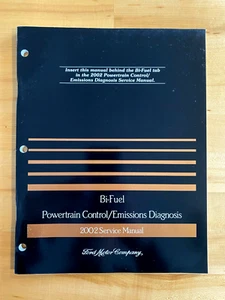 Insert this manual behind the Bi-Fuel tab
in the 2002 Powertrain Control/
Emissions Diagnosis Service Manual.
Bi-Fuel
Powertrain Control/Emissions Diagnosis
2002 Service Manual
Ford Motor Company